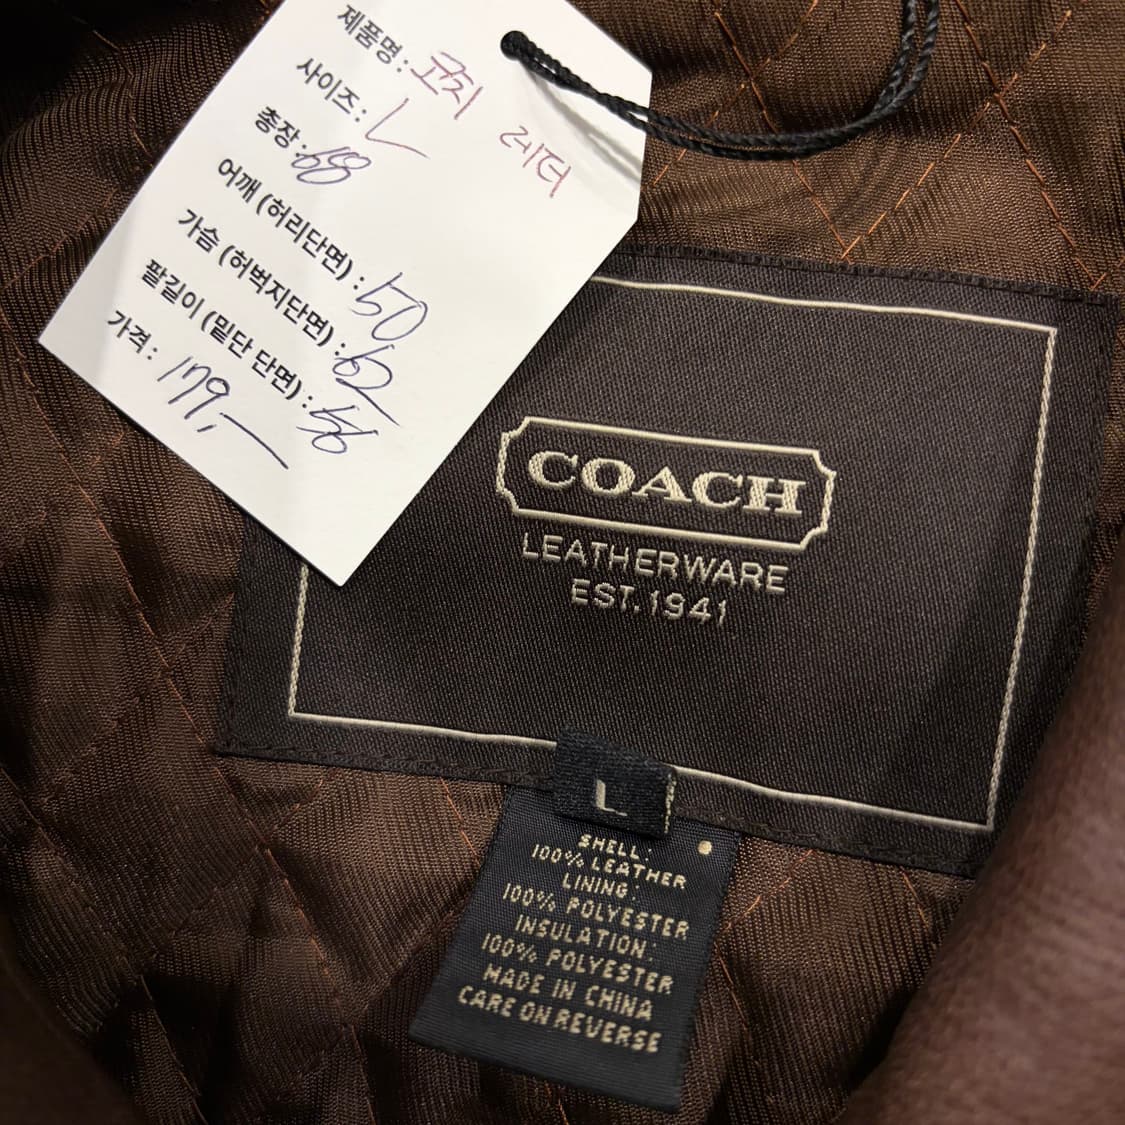 제품명: 코치 레더
사이즈: L
총장: 68
어깨 (허리단면) : 50
가슴 (허벅지단면) : 62
팔길이 (밑단 단면) : 56
가격: 179,-
COACH
LEATHERWARE
EST. 1941
L
SHELL:
100% LEATHER
LINING:
100% POLYESTER
INSULATION:
100% POLYESTER
MADE IN CHINA
CARE ON REVERSE